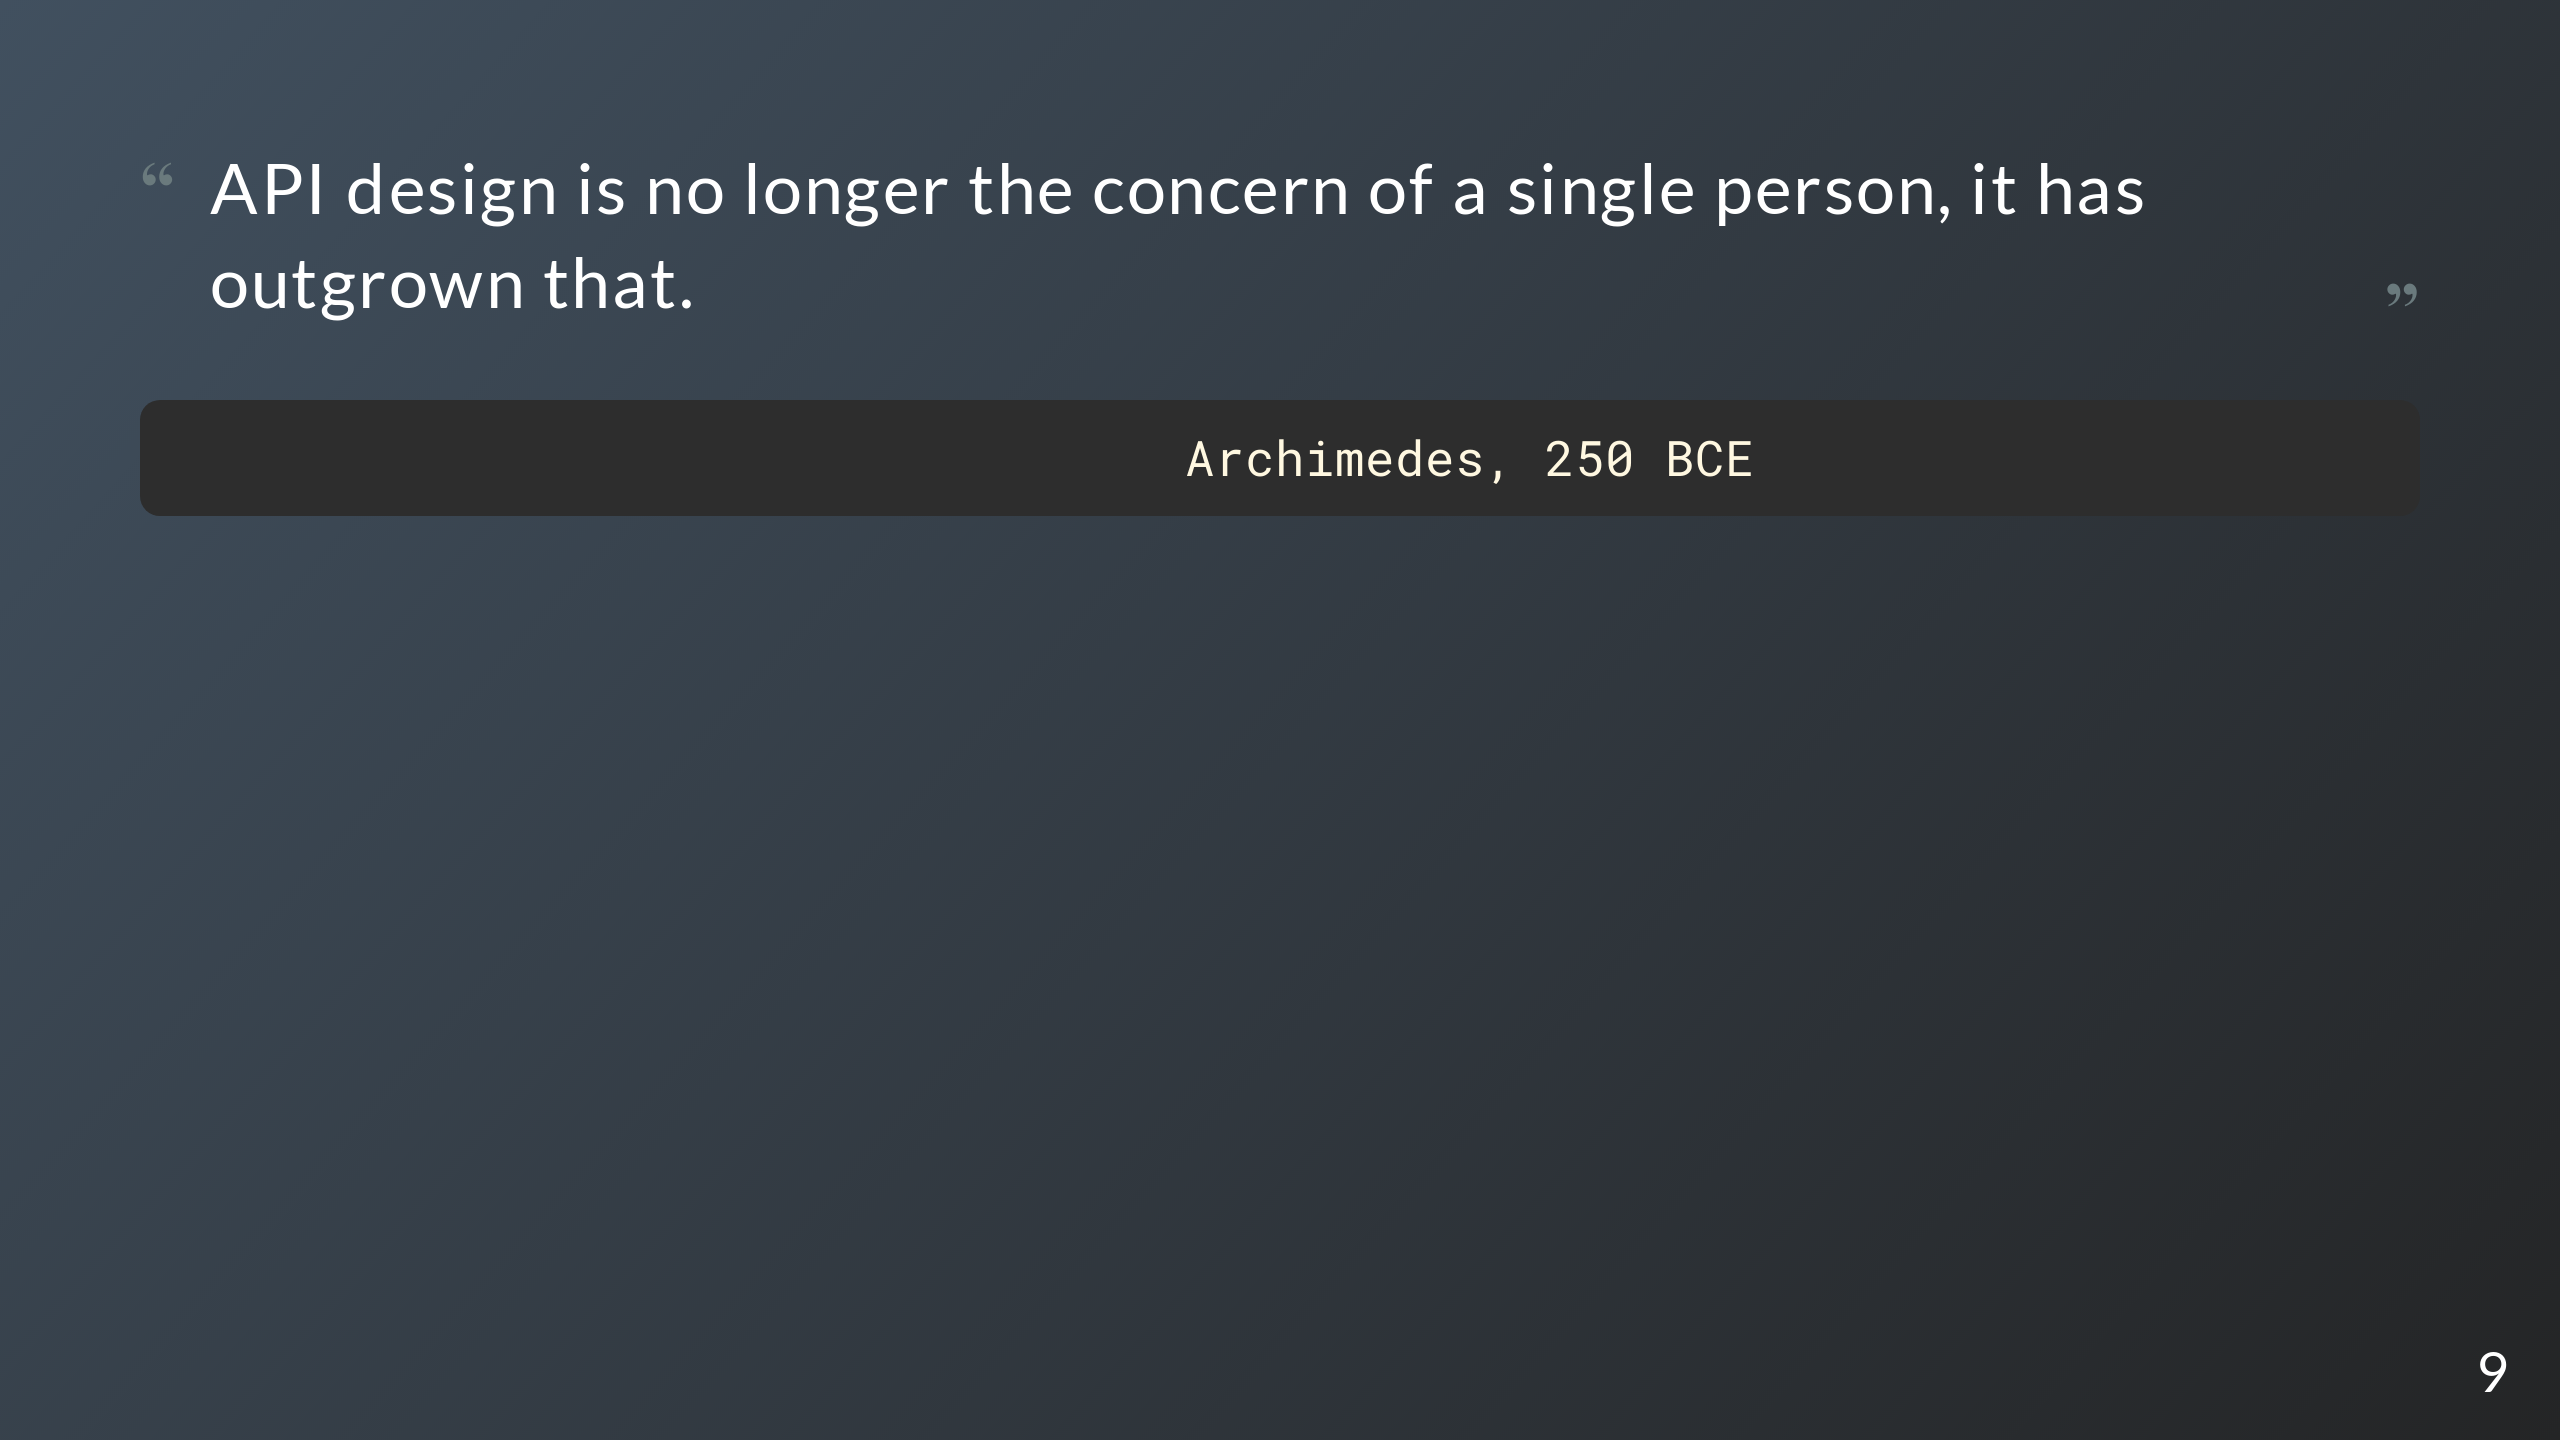 “ API design is no longer the concern of a single person, it has
outgrown that. ”
Archimedes, 250 BCE
9